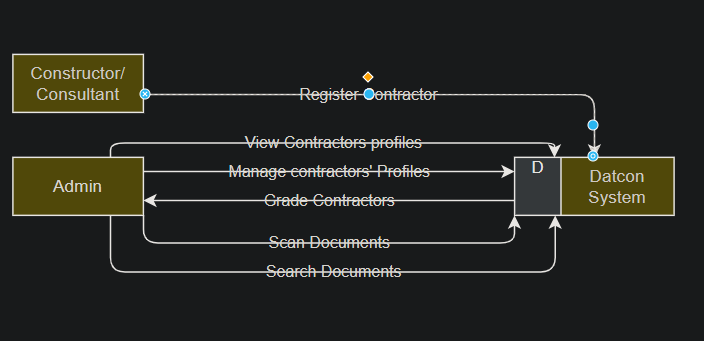 Constructor/
Consultant
Register Contractor
View Contractors profiles
Manage contractors' Profiles
Admin
D
Datcon
System
Grade Contractors
Scan Documents
Search Documents